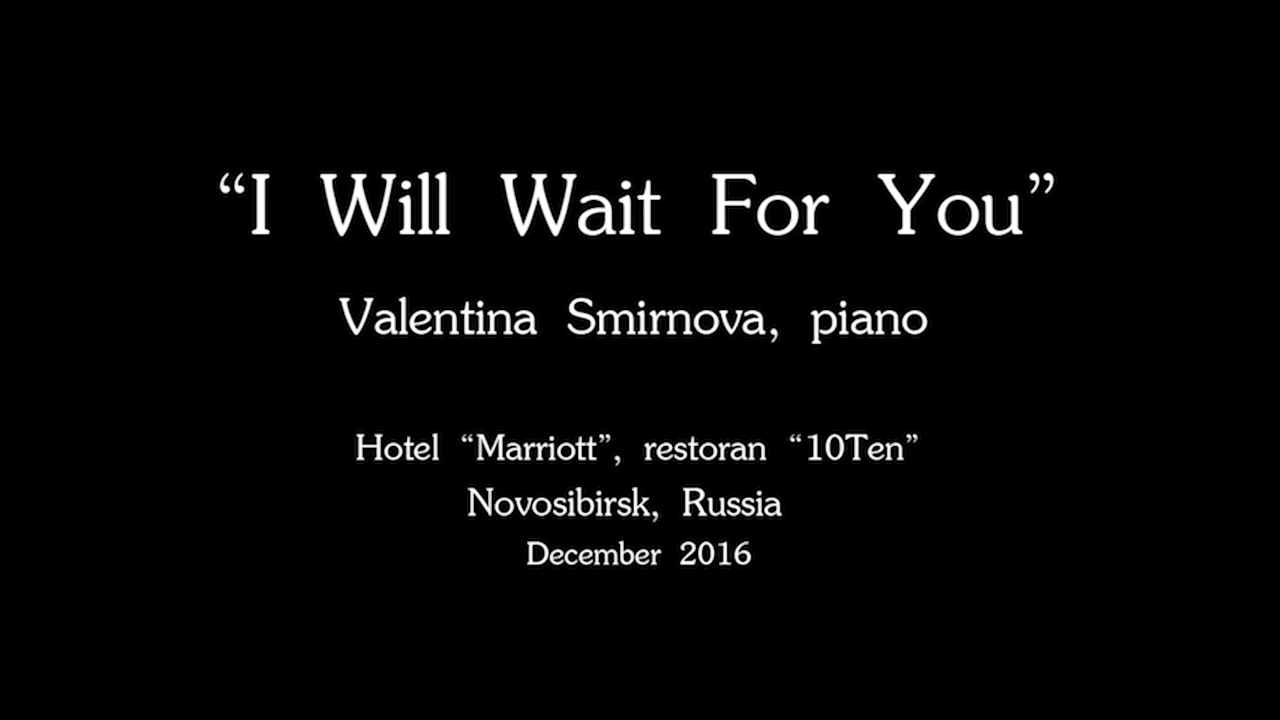 “I Will Wait For You”
Valentina Smirnova, piano
Hotel “Marriott”, restoran “10Ten”
Novosibirsk, Russia
December 2016